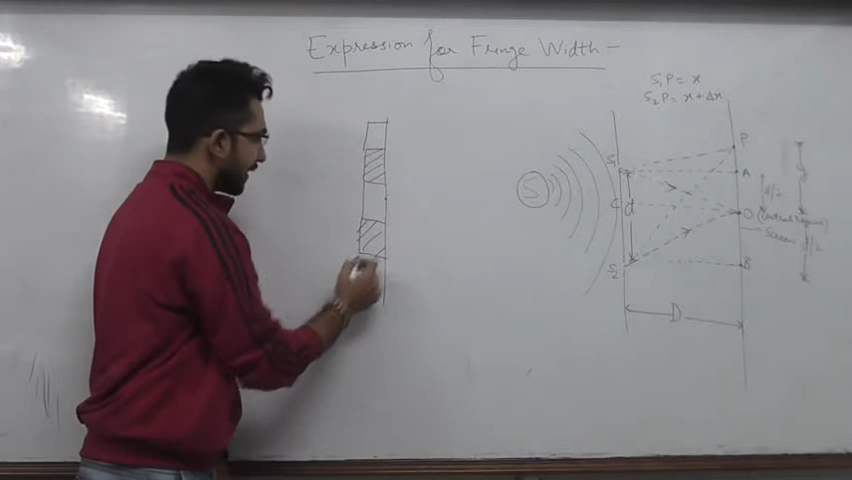 Expression for Fringe Width -
S₁P = x
S₂P = x + Δx
P
S₁
A
d/2
S
C
d
O (Central Maxima)
Screen
d/2
S₂
B
D